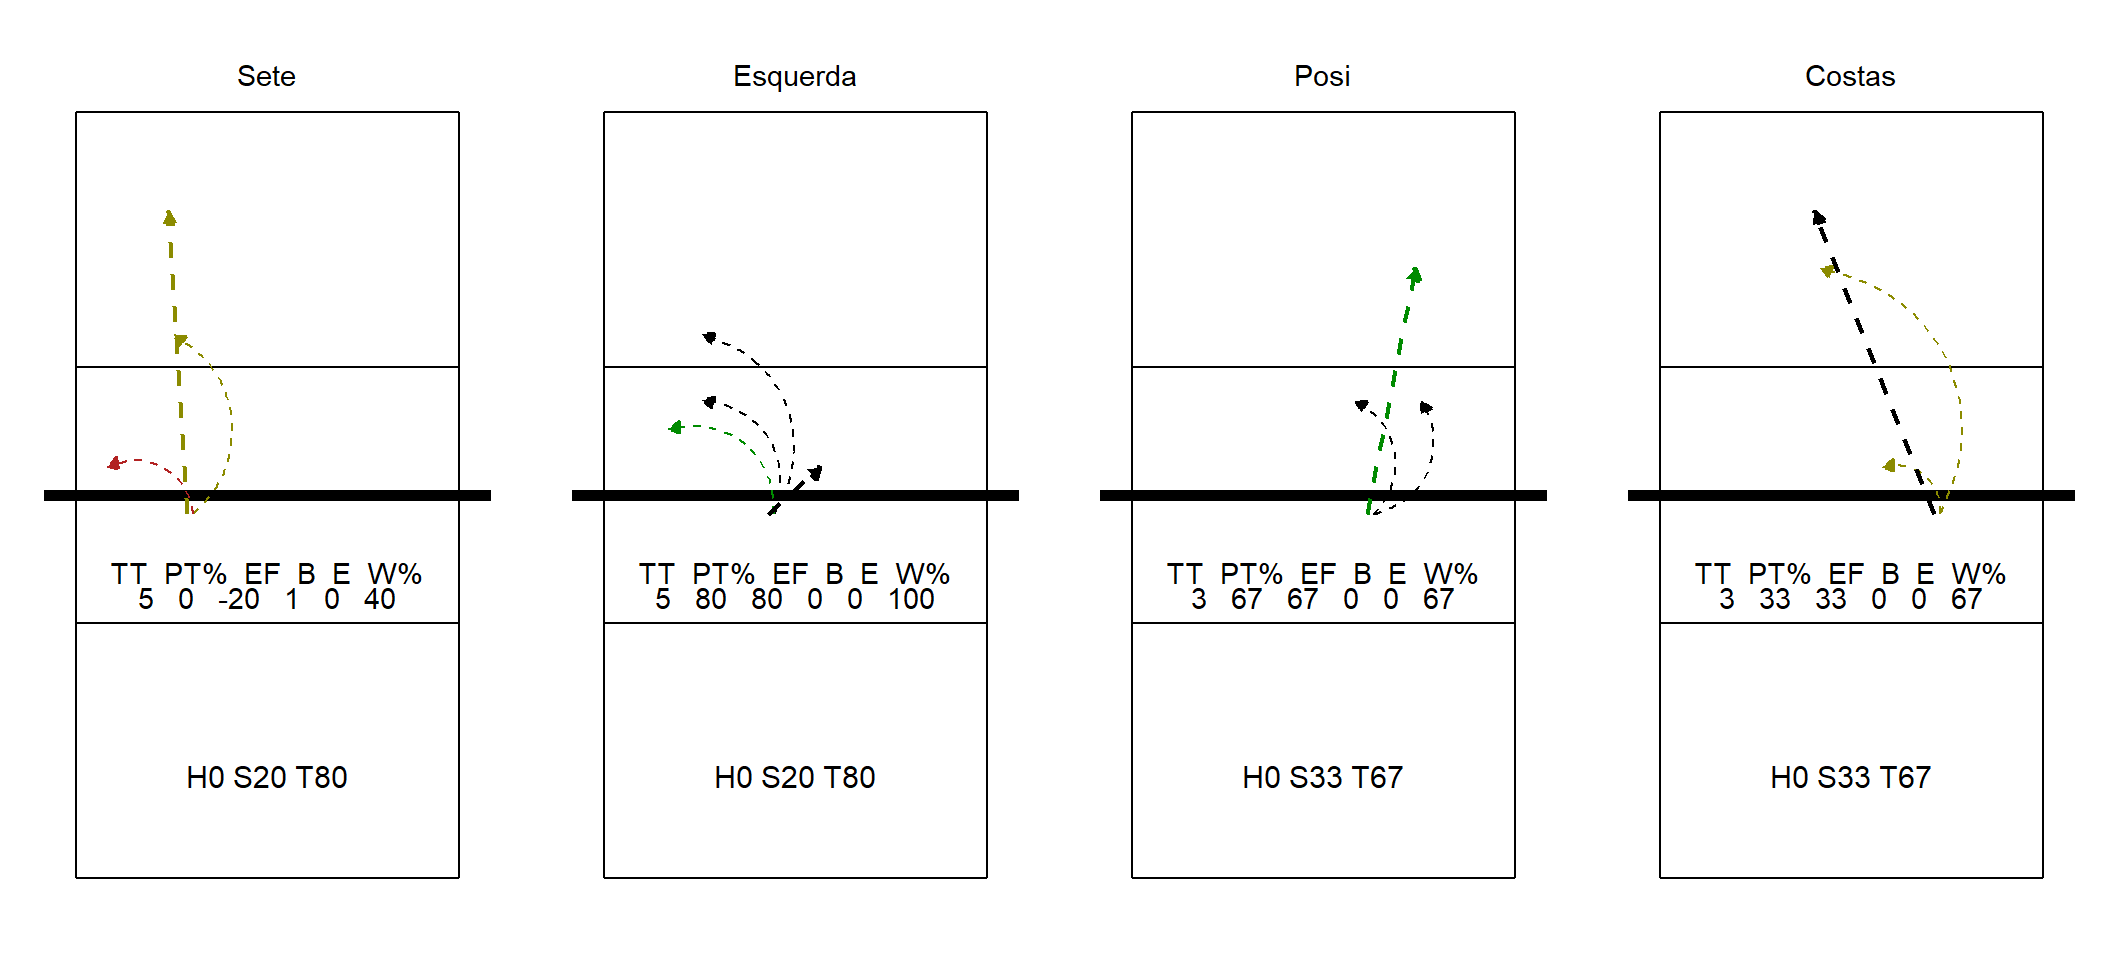 Sete
TT PT% EF B E W%
5 0 -20 1 0 40
H0 S20 T80
Esquerda
TT PT% EF B E W%
5 80 80 0 0 100
H0 S20 T80
Posi
TT PT% EF B E W%
3 67 67 0 0 67
H0 S33 T67
Costas
TT PT% EF B E W%
3 33 33 0 0 67
H0 S33 T67